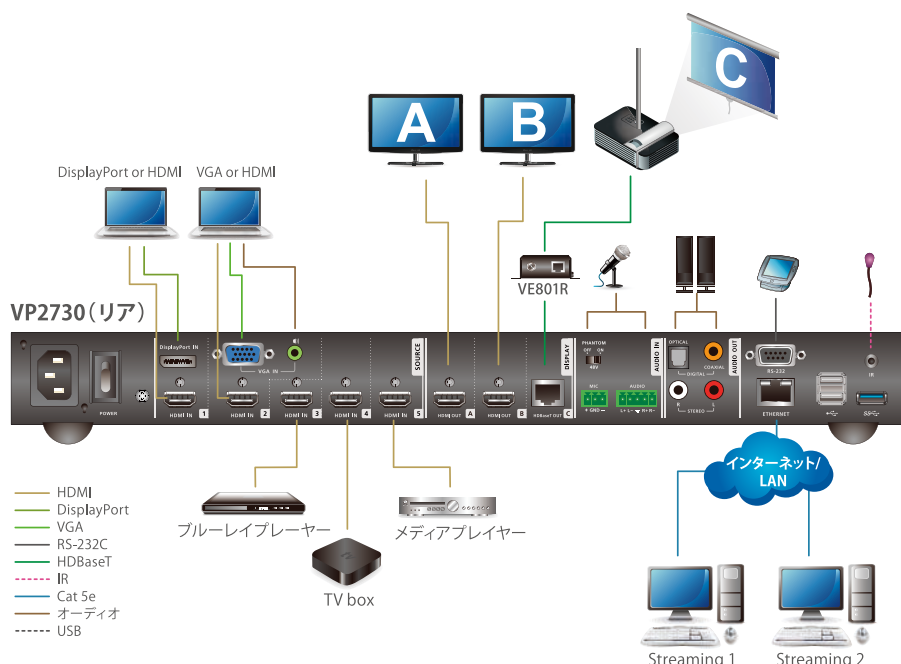 C
A
B
DisplayPort or HDMI
VGA or HDMI
VE801R
VP2730(リア)
DisplayPort IN
VGA IN
SOURCE
DISPLAY
PHANTOM
OFF ON
48V
AUDIO IN
OPTICAL
COAXIAL
DIGITAL
AUDIO OUT
RS-232
IR
POWER
HDMI IN 1
HDMI IN 2
HDMI IN 3
HDMI IN 4
HDMI IN 5
HDMI OUT A
HDMI OUT B
HDBaseT OUT C
MIC
+ GND −
AUDIO
L+ L− R+ R−
R
L
STEREO
ETHERNET
インターネット/
LAN
ブルーレイプレーヤー
メディアプレイヤー
TV box
HDMI
DisplayPort
VGA
RS-232C
HDBaseT
IR
Cat 5e
オーディオ
USB
Streaming 1
Streaming 2